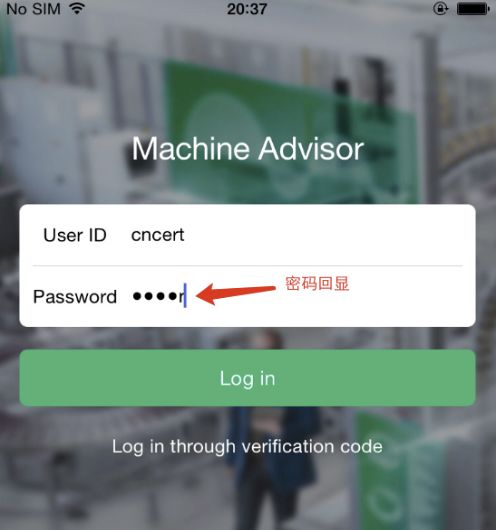 No SIM 20:37
Machine Advisor
User ID cncert
Password ••••r 密码回显
Log in
Log in through verification code